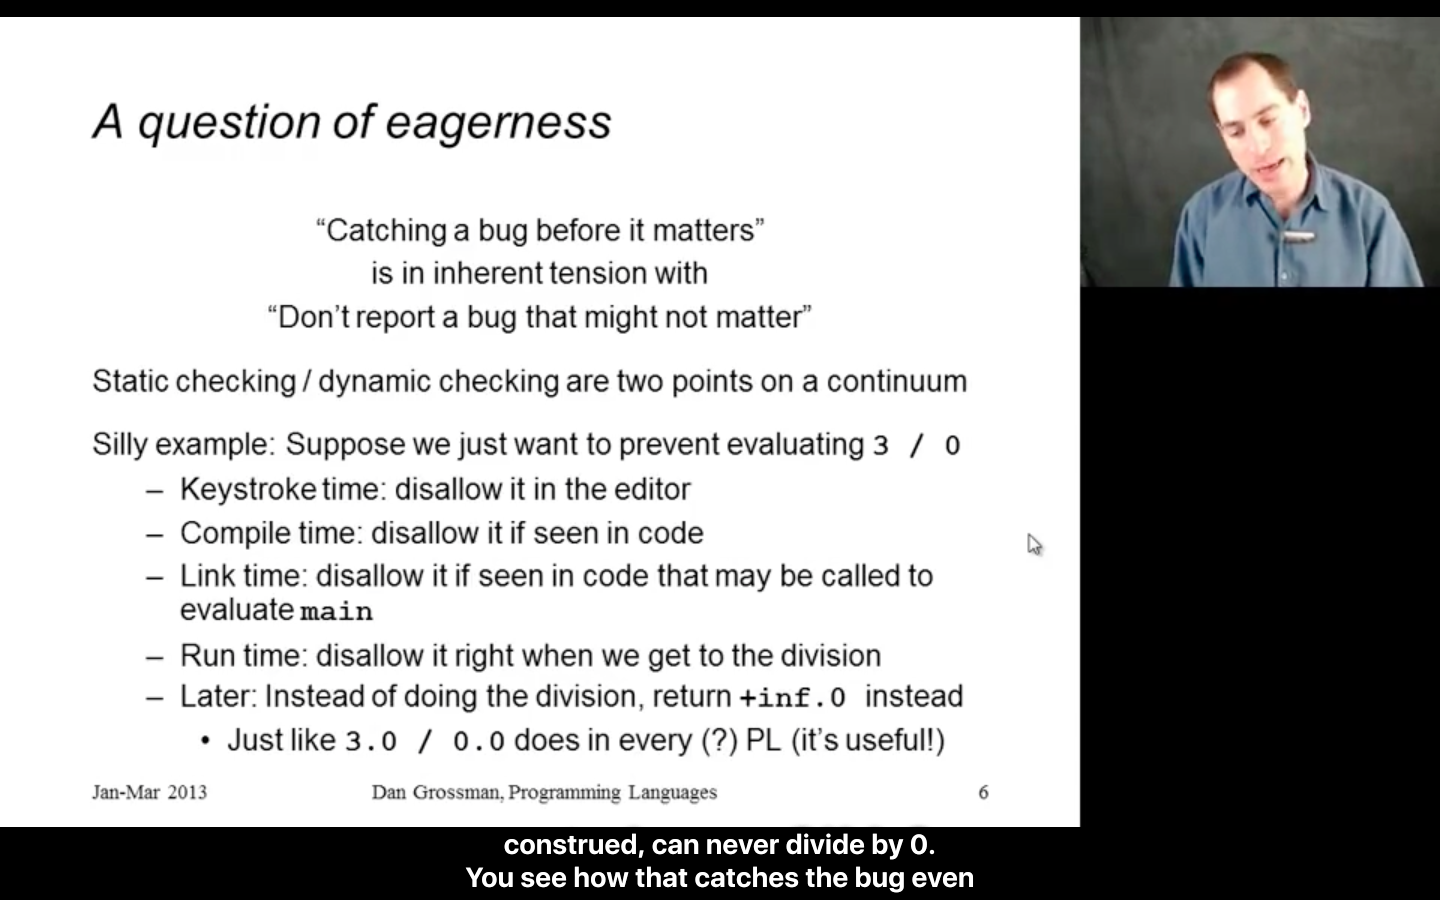 A question of eagerness
“Catching a bug before it matters”
is in inherent tension with
“Don’t report a bug that might not matter”
Static checking / dynamic checking are two points on a continuum
Silly example: Suppose we just want to prevent evaluating 3 / 0
– Keystroke time: disallow it in the editor
– Compile time: disallow it if seen in code
– Link time: disallow it if seen in code that may be called to
evaluate main
– Run time: disallow it right when we get to the division
– Later: Instead of doing the division, return +inf.0 instead
• Just like 3.0 / 0.0 does in every (?) PL (it’s useful!)
Jan-Mar 2013 Dan Grossman, Programming Languages 6
construed, can never divide by 0.
You see how that catches the bug even